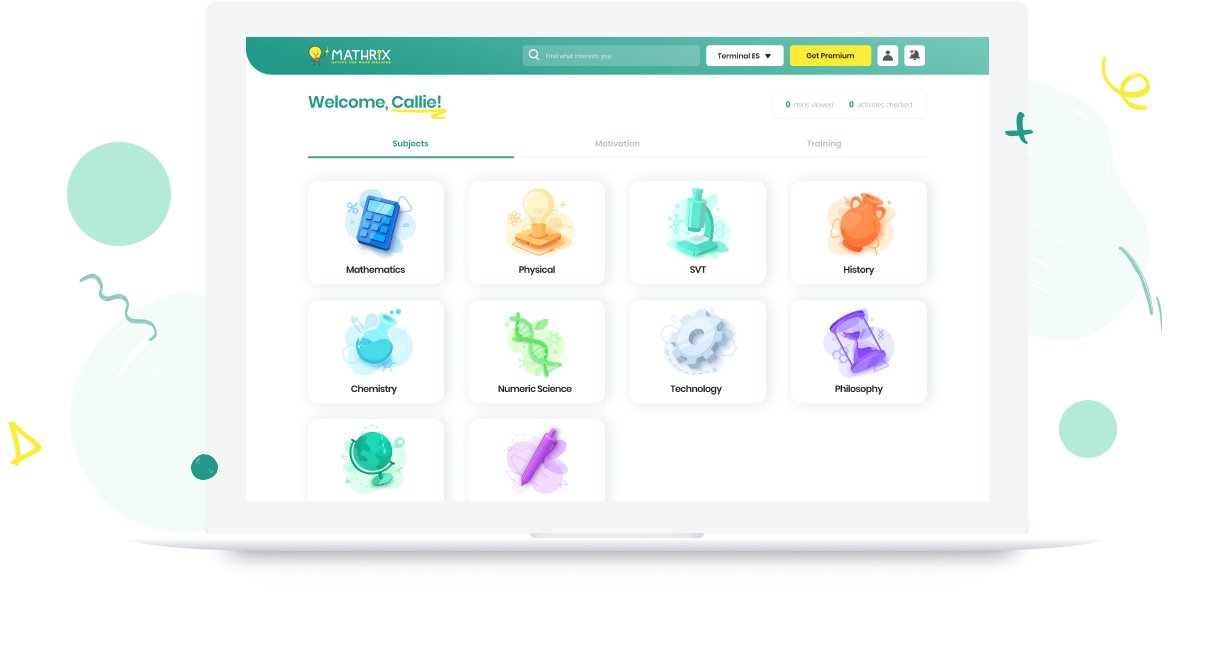 MATHRIX
Find what interests you
Terminal ES
Get Premium
Welcome, Callie!
0 mins viewed
0 activities checked
Subjects
Motivation
Training
Mathematics
Physical
SVT
History
Chemistry
Numeric Science
Technology
Philosophy